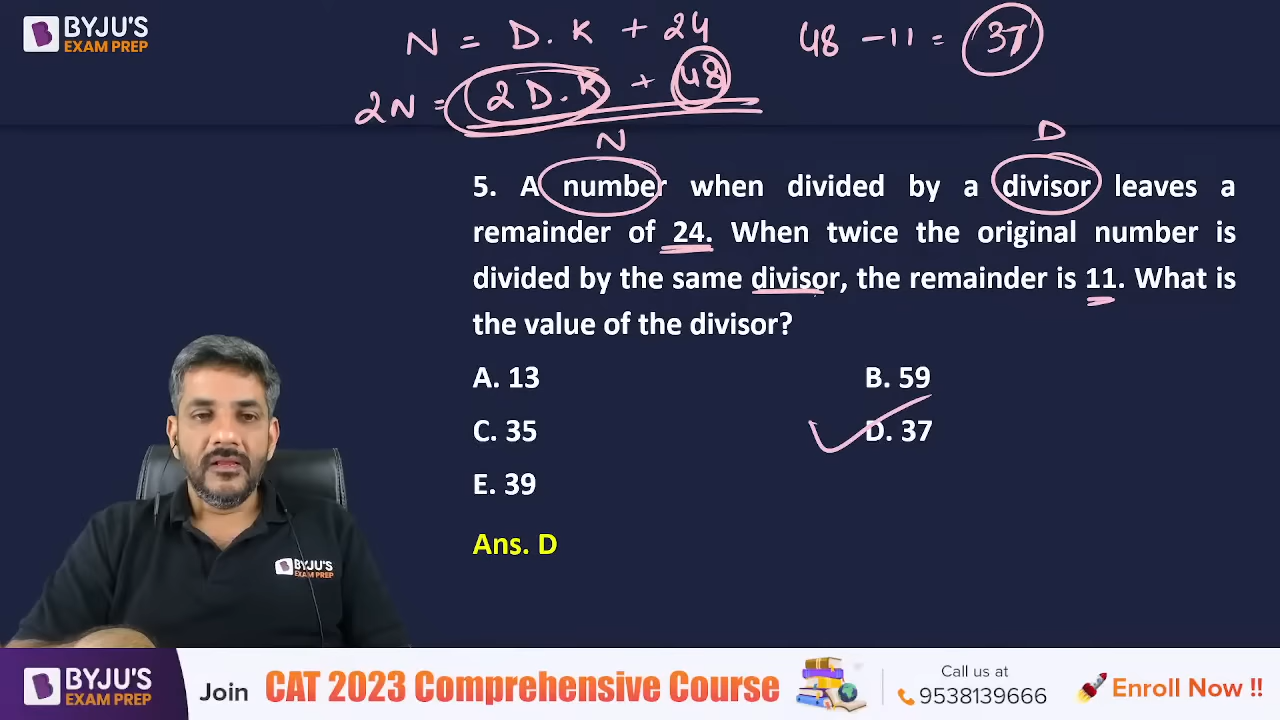 BYJU'S
EXAM PREP
N = D.K + 24
48 - 11 = 37
2N = 2D.K + 48
N
D
5. A number when divided by a divisor leaves a
remainder of 24. When twice the original number is
divided by the same divisor, the remainder is 11. What is
the value of the divisor?
A. 13
B. 59
C. 35
D. 37
E. 39
Ans. D
BYJU'S
EXAM PREP
BYJU'S
EXAM PREP
Join CAT 2023 Comprehensive Course
Call us at
9538139666
Enroll Now !!